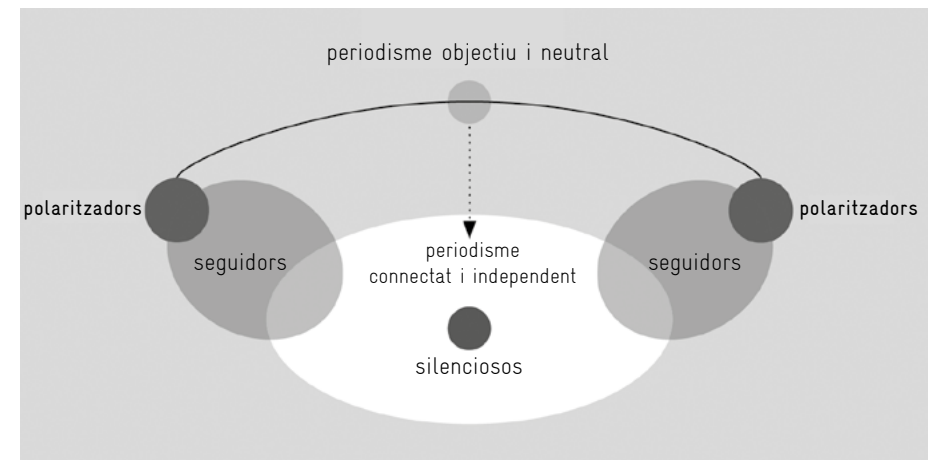 periodisme objectiu i neutral
polaritzadors
polaritzadors
seguidors
periodisme
connectat i independent
seguidors
silenciosos